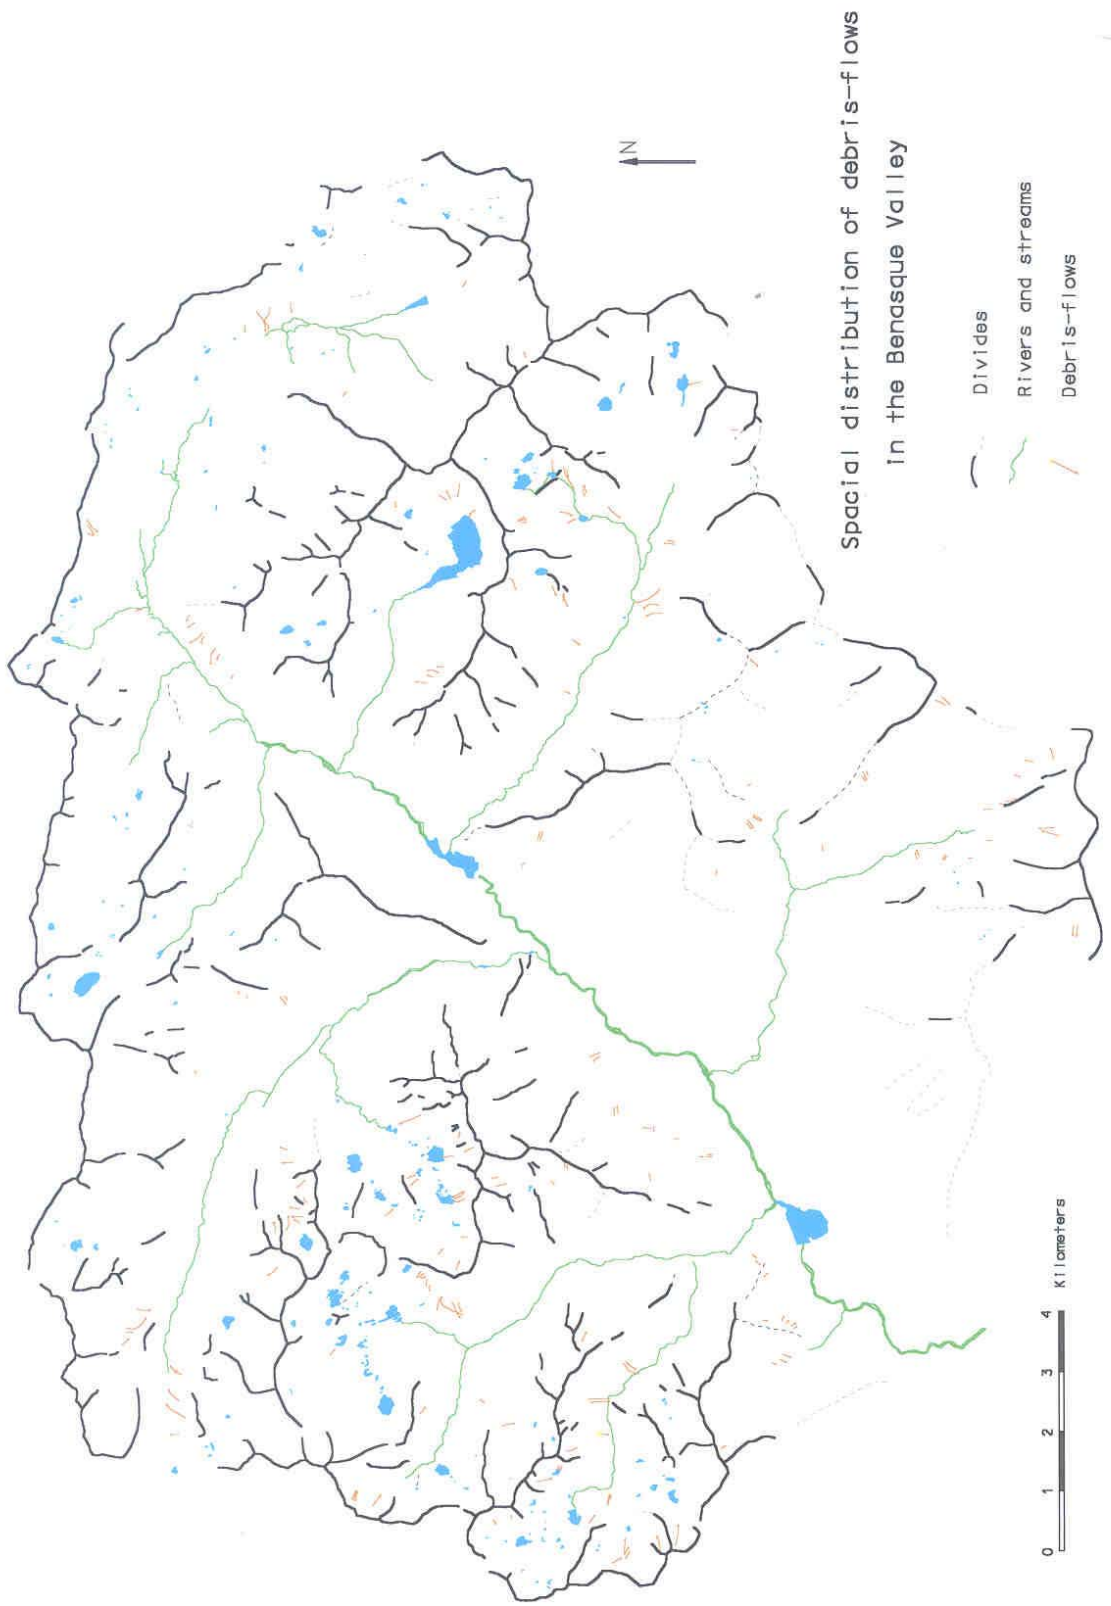 Spacial distribution of debris-flows
in the Benasque Valley
N
Divides
Rivers and streams
Debris-flows
0 1 2 3 4
Kilometers